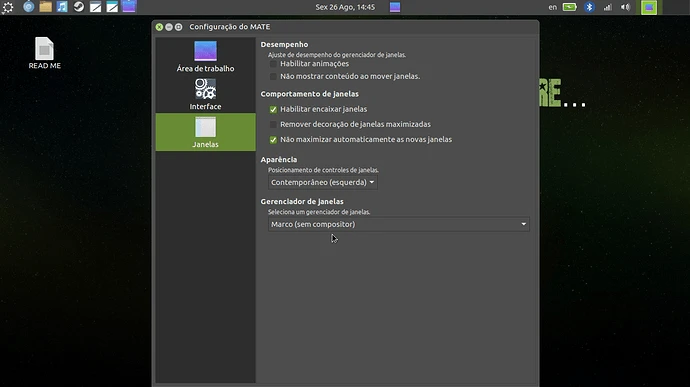 Sex 26 Ago, 14:45
en
Configuração do MATE
READ ME
Área de trabalho
Interface
Janelas
Desempenho
Ajuste de desempenho do gerenciador de janelas.
Habilitar animações
Não mostrar conteúdo ao mover janelas.
Comportamento de janelas
Habilitar encaixar janelas
Remover decoração de janelas maximizadas
Não maximizar automaticamente as novas janelas
Aparência
Posicionamento de controles de janelas.
Contemporâneo (esquerda)
Gerenciador de janelas
Seleciona um gerenciador de janelas.
Marco (sem compositor)